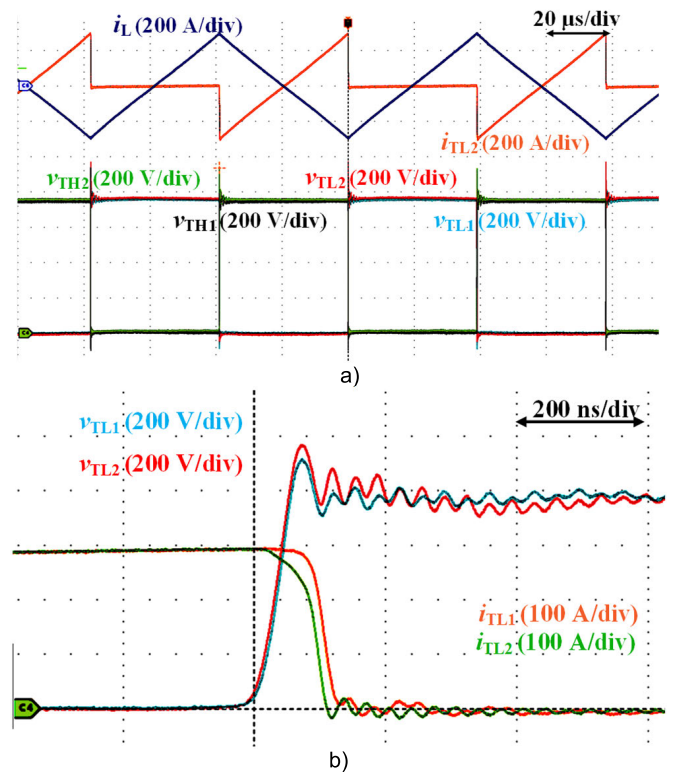 iL (200 A/div)
20 μs/div
C4
iTL2 (200 A/div)
vTH2 (200 V/div)
vTL2 (200 V/div)
vTH1 (200 V/div)
vTL1 (200 V/div)
a)
vTL1 (200 V/div)
200 ns/div
vTL2 (200 V/div)
iTL1 (100 A/div)
iTL2 (100 A/div)
C4
b)